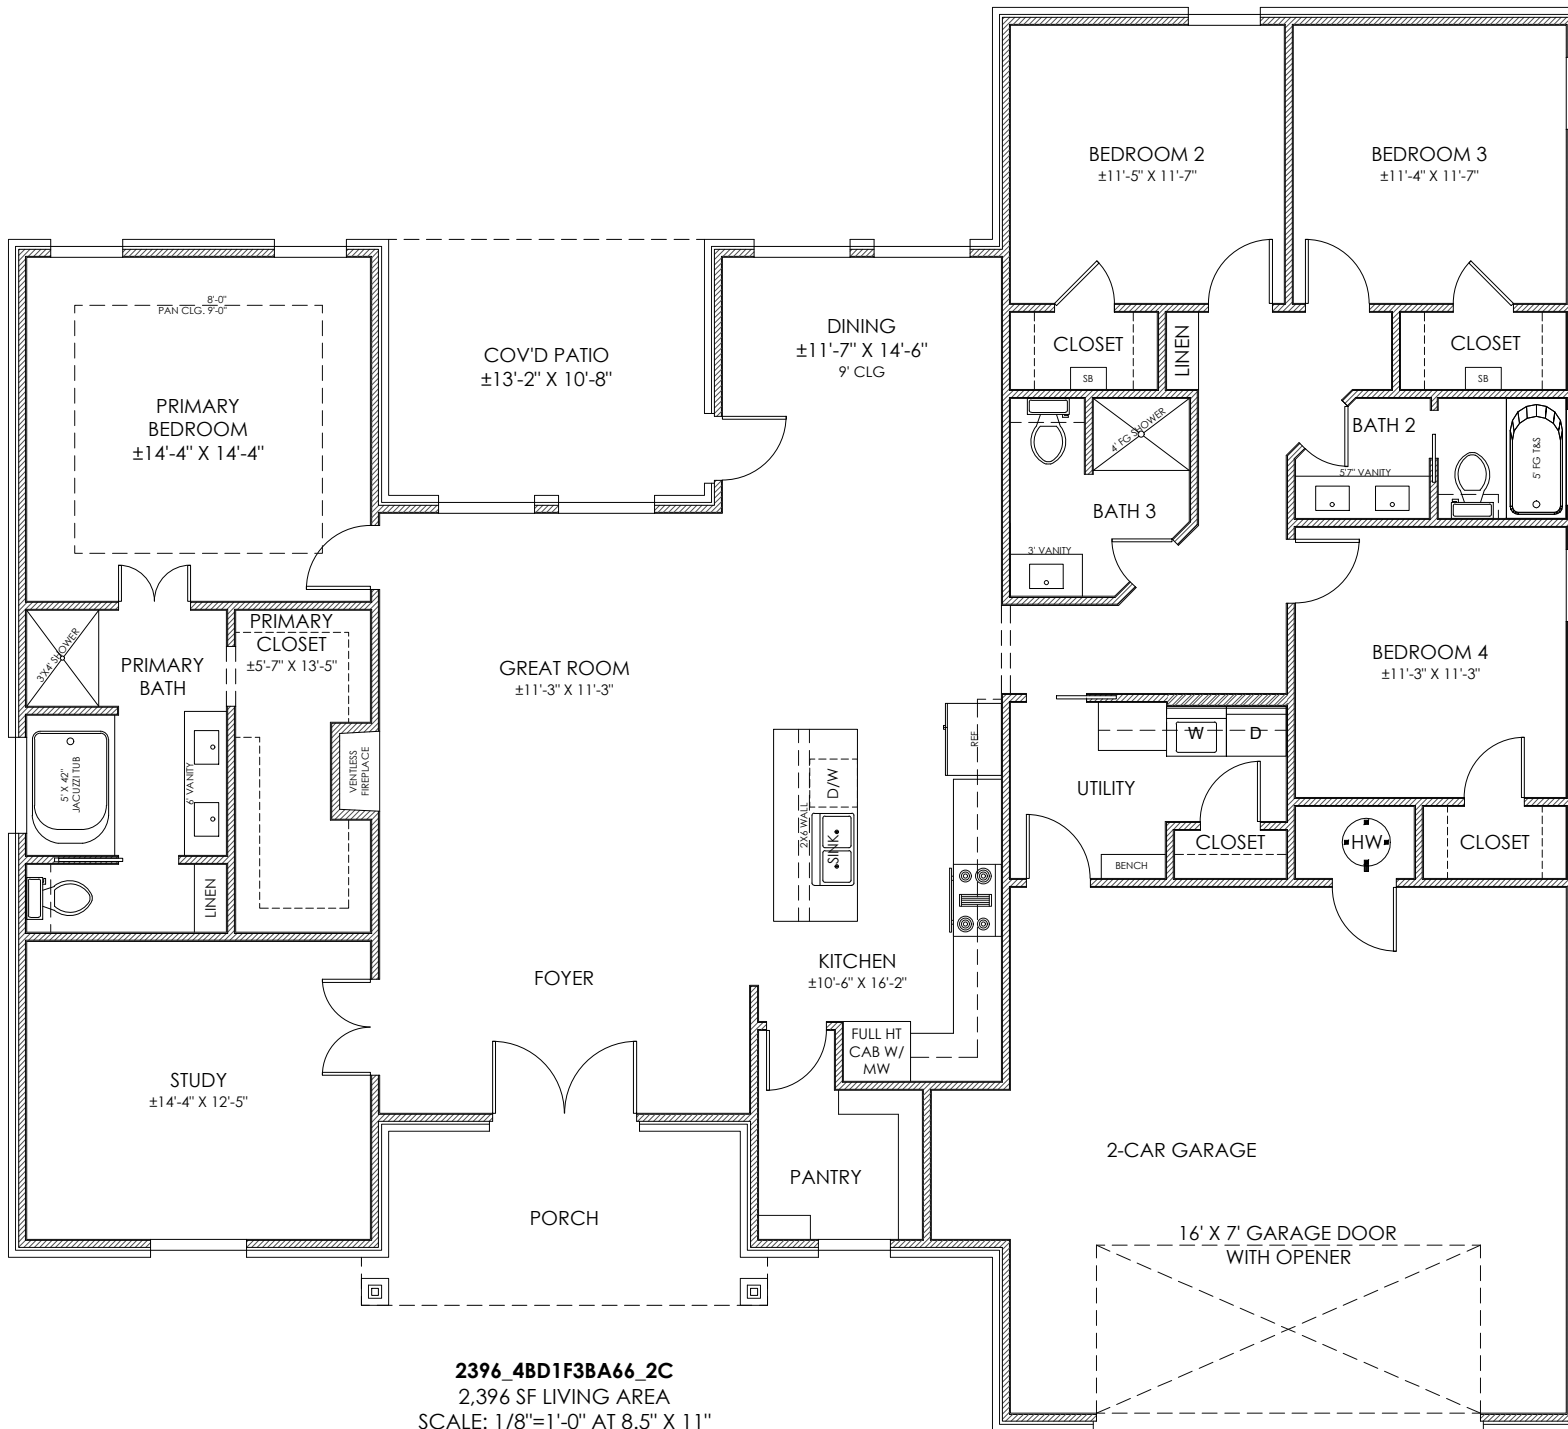 BEDROOM 2
±11'-5" X 11'-7"
BEDROOM 3
±11'-4" X 11'-7"
8'-0"
PAN CLG. 9'-0"
PRIMARY
BEDROOM
±14'-4" X 14'-4"
COV'D PATIO
±13'-2" X 10'-8"
DINING
±11'-7" X 14'-6"
9' CLG
CLOSET
SB
LINEN
CLOSET
SB
4' FG SHOWER
BATH 3
3' VANITY
BATH 2
5'7" VANITY
5' FG T&S
3'X4' SHOWER
PRIMARY
BATH
PRIMARY
CLOSET
±5'-7" X 13'-5"
GREAT ROOM
±11'-3" X 11'-3"
BEDROOM 4
±11'-3" X 11'-3"
5' X 42"
JACUZZI TUB
6' VANITY
VENTLESS
FIREPLACE
2X6 WALL
D/W
SINK
REF.
W
D
UTILITY
BENCH
CLOSET
HW
CLOSET
LINEN
FOYER
KITCHEN
±10'-6" X 16'-2"
FULL HT
CAB W/
MW
STUDY
±14'-4" X 12'-5"
PORCH
PANTRY
2-CAR GARAGE
16' X 7' GARAGE DOOR
WITH OPENER
2396_4BD1F3BA66_2C
2,396 SF LIVING AREA
SCALE: 1/8"=1'-0" AT 8.5" X 11"